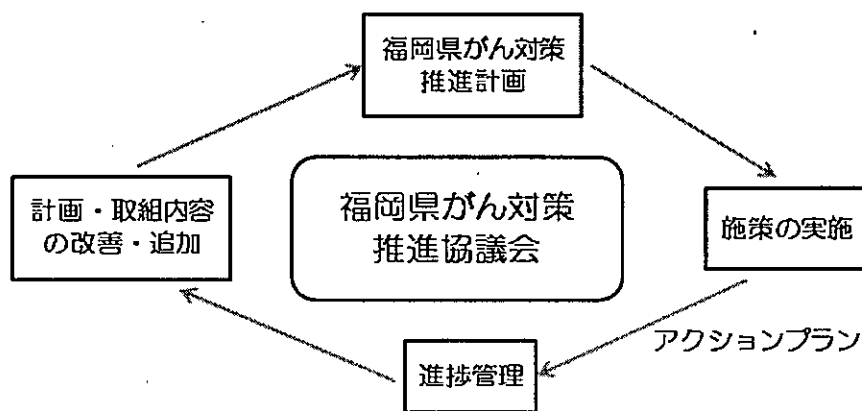 福岡県がん対策
推進計画
計画・取組内容
の改善・追加
福岡県がん対策
推進協議会
施策の実施
アクションプラン
進捗管理